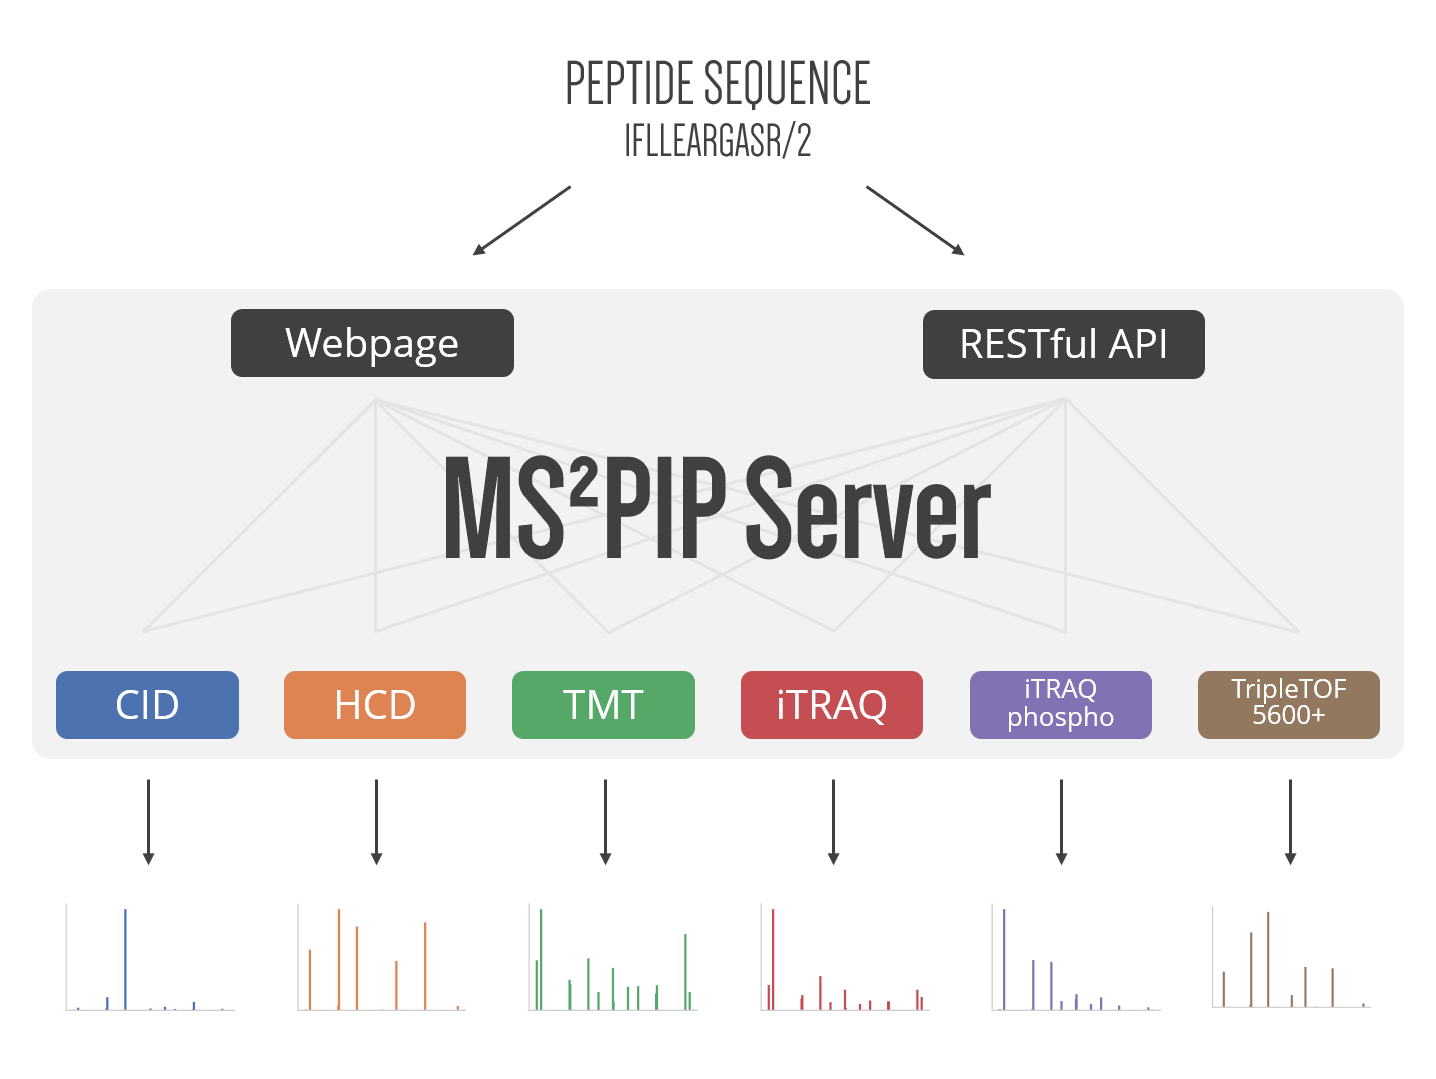 PEPTIDE SEQUENCE
IFLLEARGASR/2
Webpage
RESTful API
MS²PIP Server
CID
HCD
TMT
iTRAQ
iTRAQ
phospho
TripleTOF
5600+